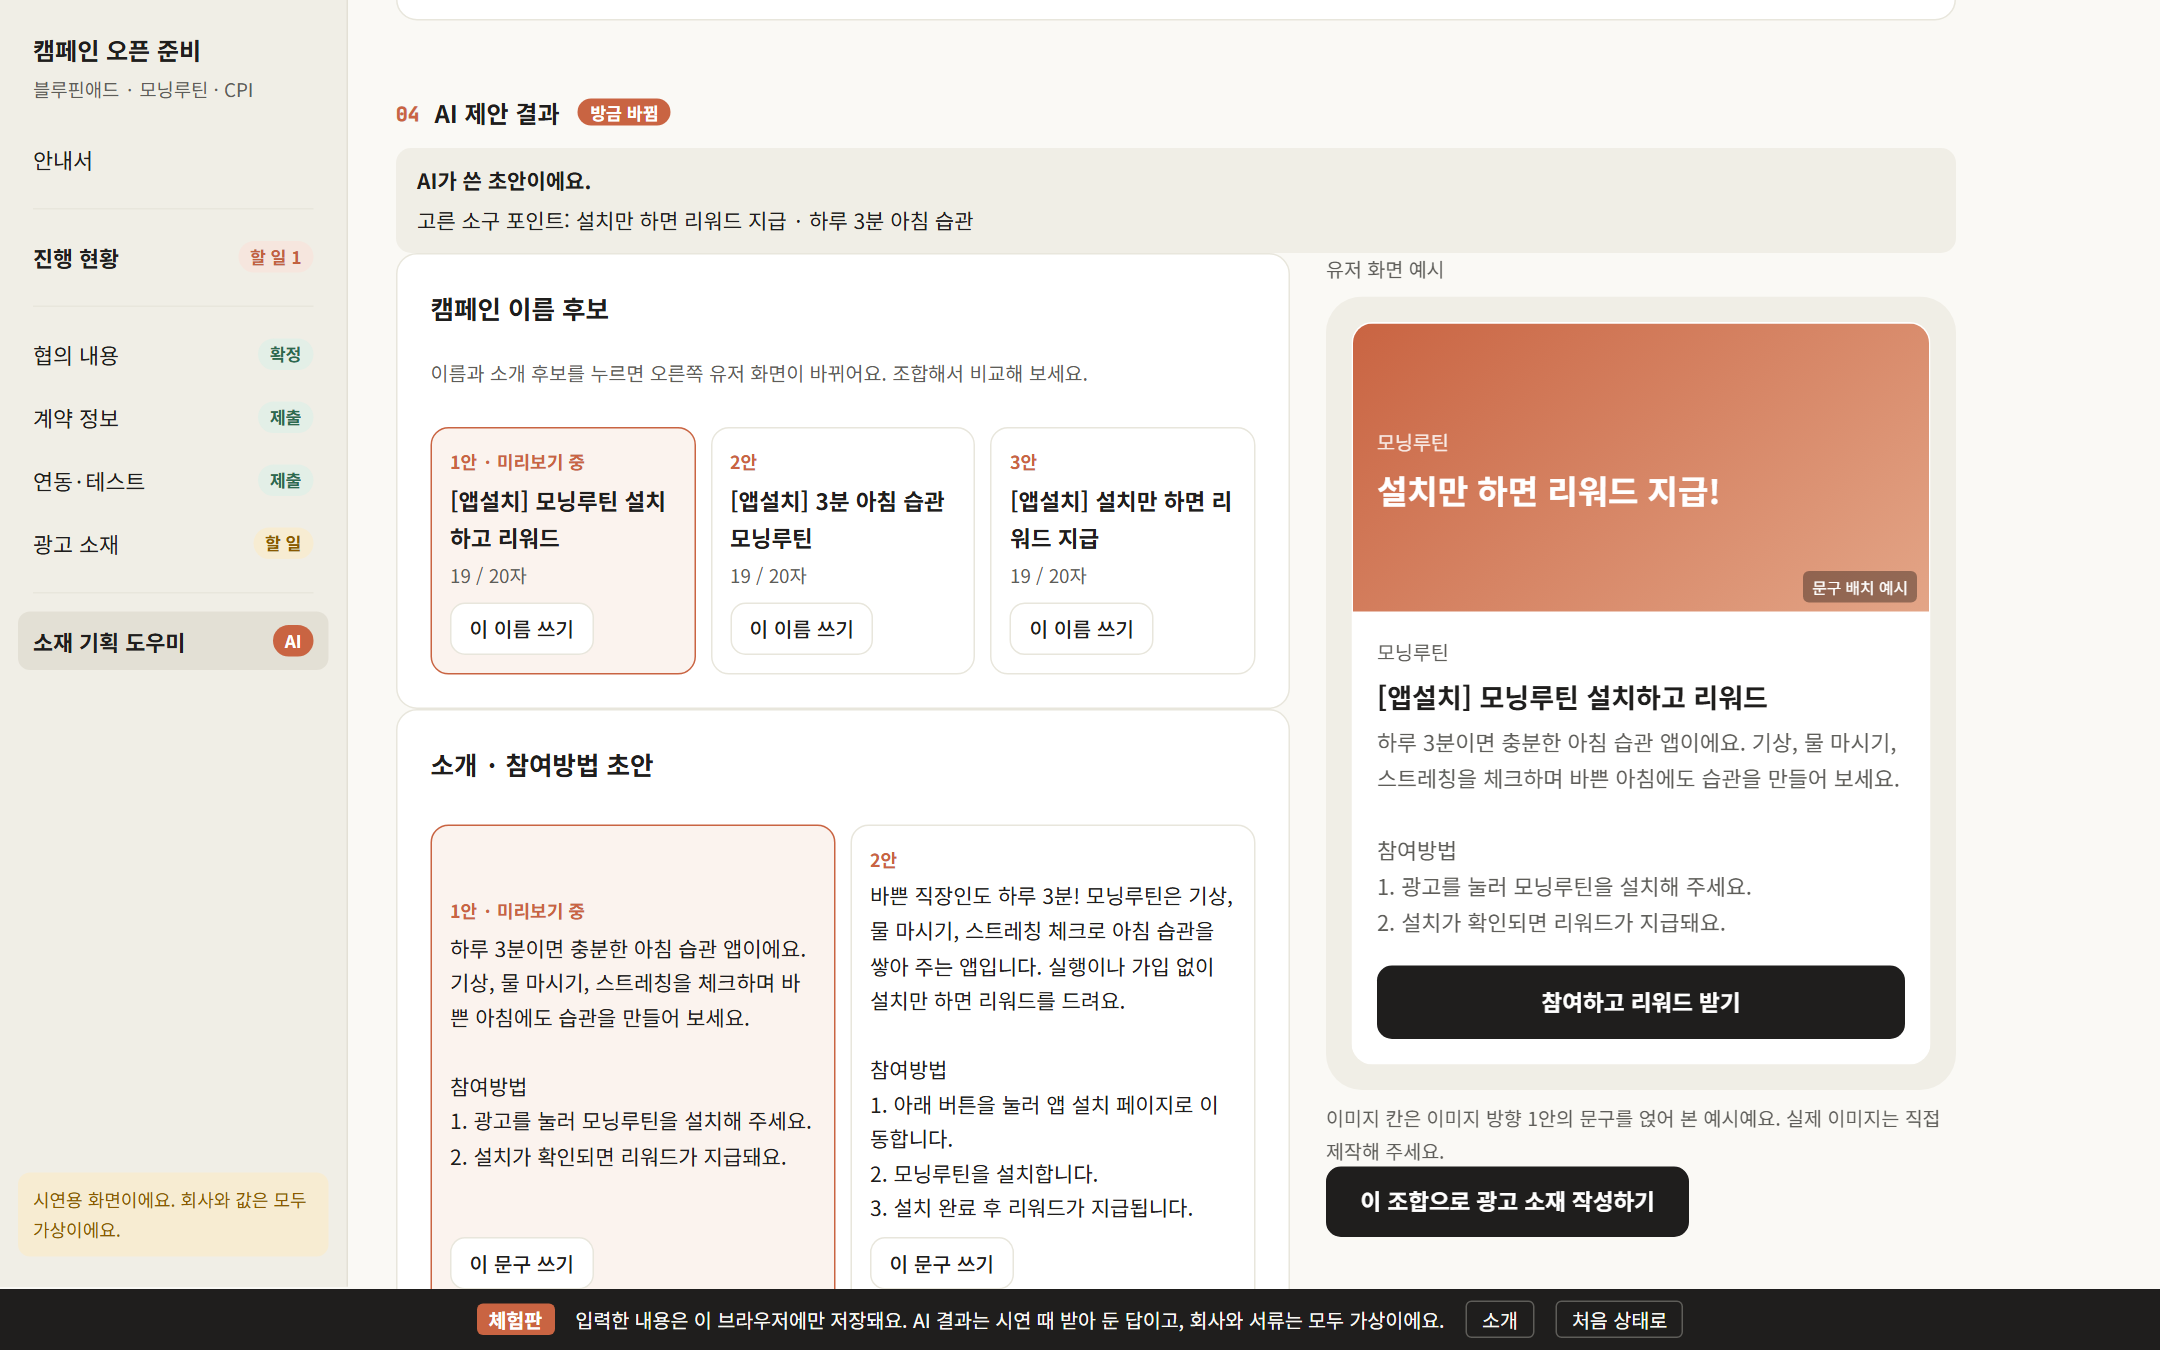 캠페인 오픈 준비
블루핀애드 · 모닝루틴 · CPI
안내서
진행 현황
할 일 1
협의 내용
확정
계약 정보
제출
연동·테스트
제출
광고 소재
할 일
소재 기획 도우미
AI
시연용 화면이에요. 회사와 값은 모두
가상이에요.
04 AI 제안 결과
방금 바뀜
AI가 쓴 초안이에요.
고른 소구 포인트: 설치만 하면 리워드 지급 · 하루 3분 아침 습관
캠페인 이름 후보
이름과 소개 후보를 누르면 오른쪽 유저 화면이 바뀌어요. 조합해서 비교해 보세요.
1안 · 미리보기 중
[앱설치] 모닝루틴 설치
하고 리워드
19 / 20자
이 이름 쓰기
2안
[앱설치] 3분 아침 습관
모닝루틴
19 / 20자
이 이름 쓰기
3안
[앱설치] 설치만 하면 리
워드 지급
19 / 20자
이 이름 쓰기
소개 · 참여방법 초안
1안 · 미리보기 중
하루 3분이면 충분한 아침 습관 앱이에요.
기상, 물 마시기, 스트레칭을 체크하며 바
쁜 아침에도 습관을 만들어 보세요.
참여방법
1. 광고를 눌러 모닝루틴을 설치해 주세요.
2. 설치가 확인되면 리워드가 지급돼요.
이 문구 쓰기
2안
바쁜 직장인도 하루 3분! 모닝루틴은 기상,
물 마시기, 스트레칭 체크로 아침 습관을
쌓아 주는 앱입니다. 실행이나 가입 없이
설치만 하면 리워드를 드려요.
참여방법
1. 아래 버튼을 눌러 앱 설치 페이지로 이
동합니다.
2. 모닝루틴을 설치합니다.
3. 설치 완료 후 리워드가 지급됩니다.
이 문구 쓰기
유저 화면 예시
모닝루틴
설치만 하면 리워드 지급!
문구 배치 예시
모닝루틴
[앱설치] 모닝루틴 설치하고 리워드
하루 3분이면 충분한 아침 습관 앱이에요. 기상, 물 마시기,
스트레칭을 체크하며 바쁜 아침에도 습관을 만들어 보세요.
참여방법
1. 광고를 눌러 모닝루틴을 설치해 주세요.
2. 설치가 확인되면 리워드가 지급돼요.
참여하고 리워드 받기
이미지 칸은 이미지 방향 1안의 문구를 얹어 본 예시예요. 실제 이미지는 직접
제작해 주세요.
이 조합으로 광고 소재 작성하기
체험판
입력한 내용은 이 브라우저에만 저장돼요. AI 결과는 시연 때 받아 둔 답이고, 회사와 서류는 모두 가상이에요.
소개
처음 상태로